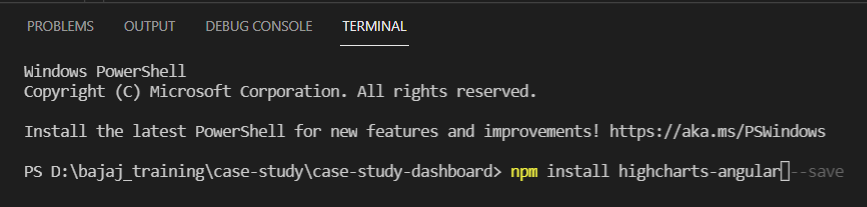 PROBLEMS OUTPUT DEBUG CONSOLE TERMINAL
Windows PowerShell
Copyright (C) Microsoft Corporation. All rights reserved.
Install the latest PowerShell for new features and improvements! https://aka.ms/PSWindows
PS D:\bajaj_training\case-study\case-study-dashboard> npm install highcharts-angular --save